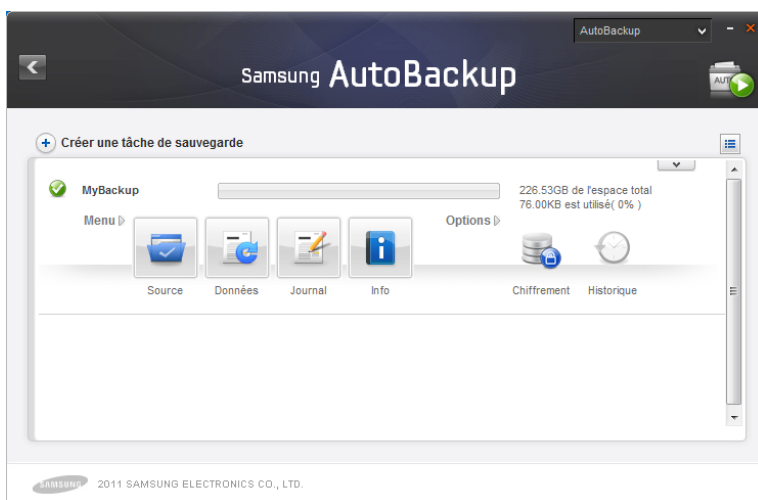 AutoBackup
samsung AutoBackup
AUTO
Créer une tâche de sauvegarde
MyBackup
226.53GB de l'espace total
76.00KB est utilisé( 0% )
Menu
Options
Source
Données
Journal
Info
Chiffrement
Historique
SAMSUNG
2011 SAMSUNG ELECTRONICS CO., LTD.